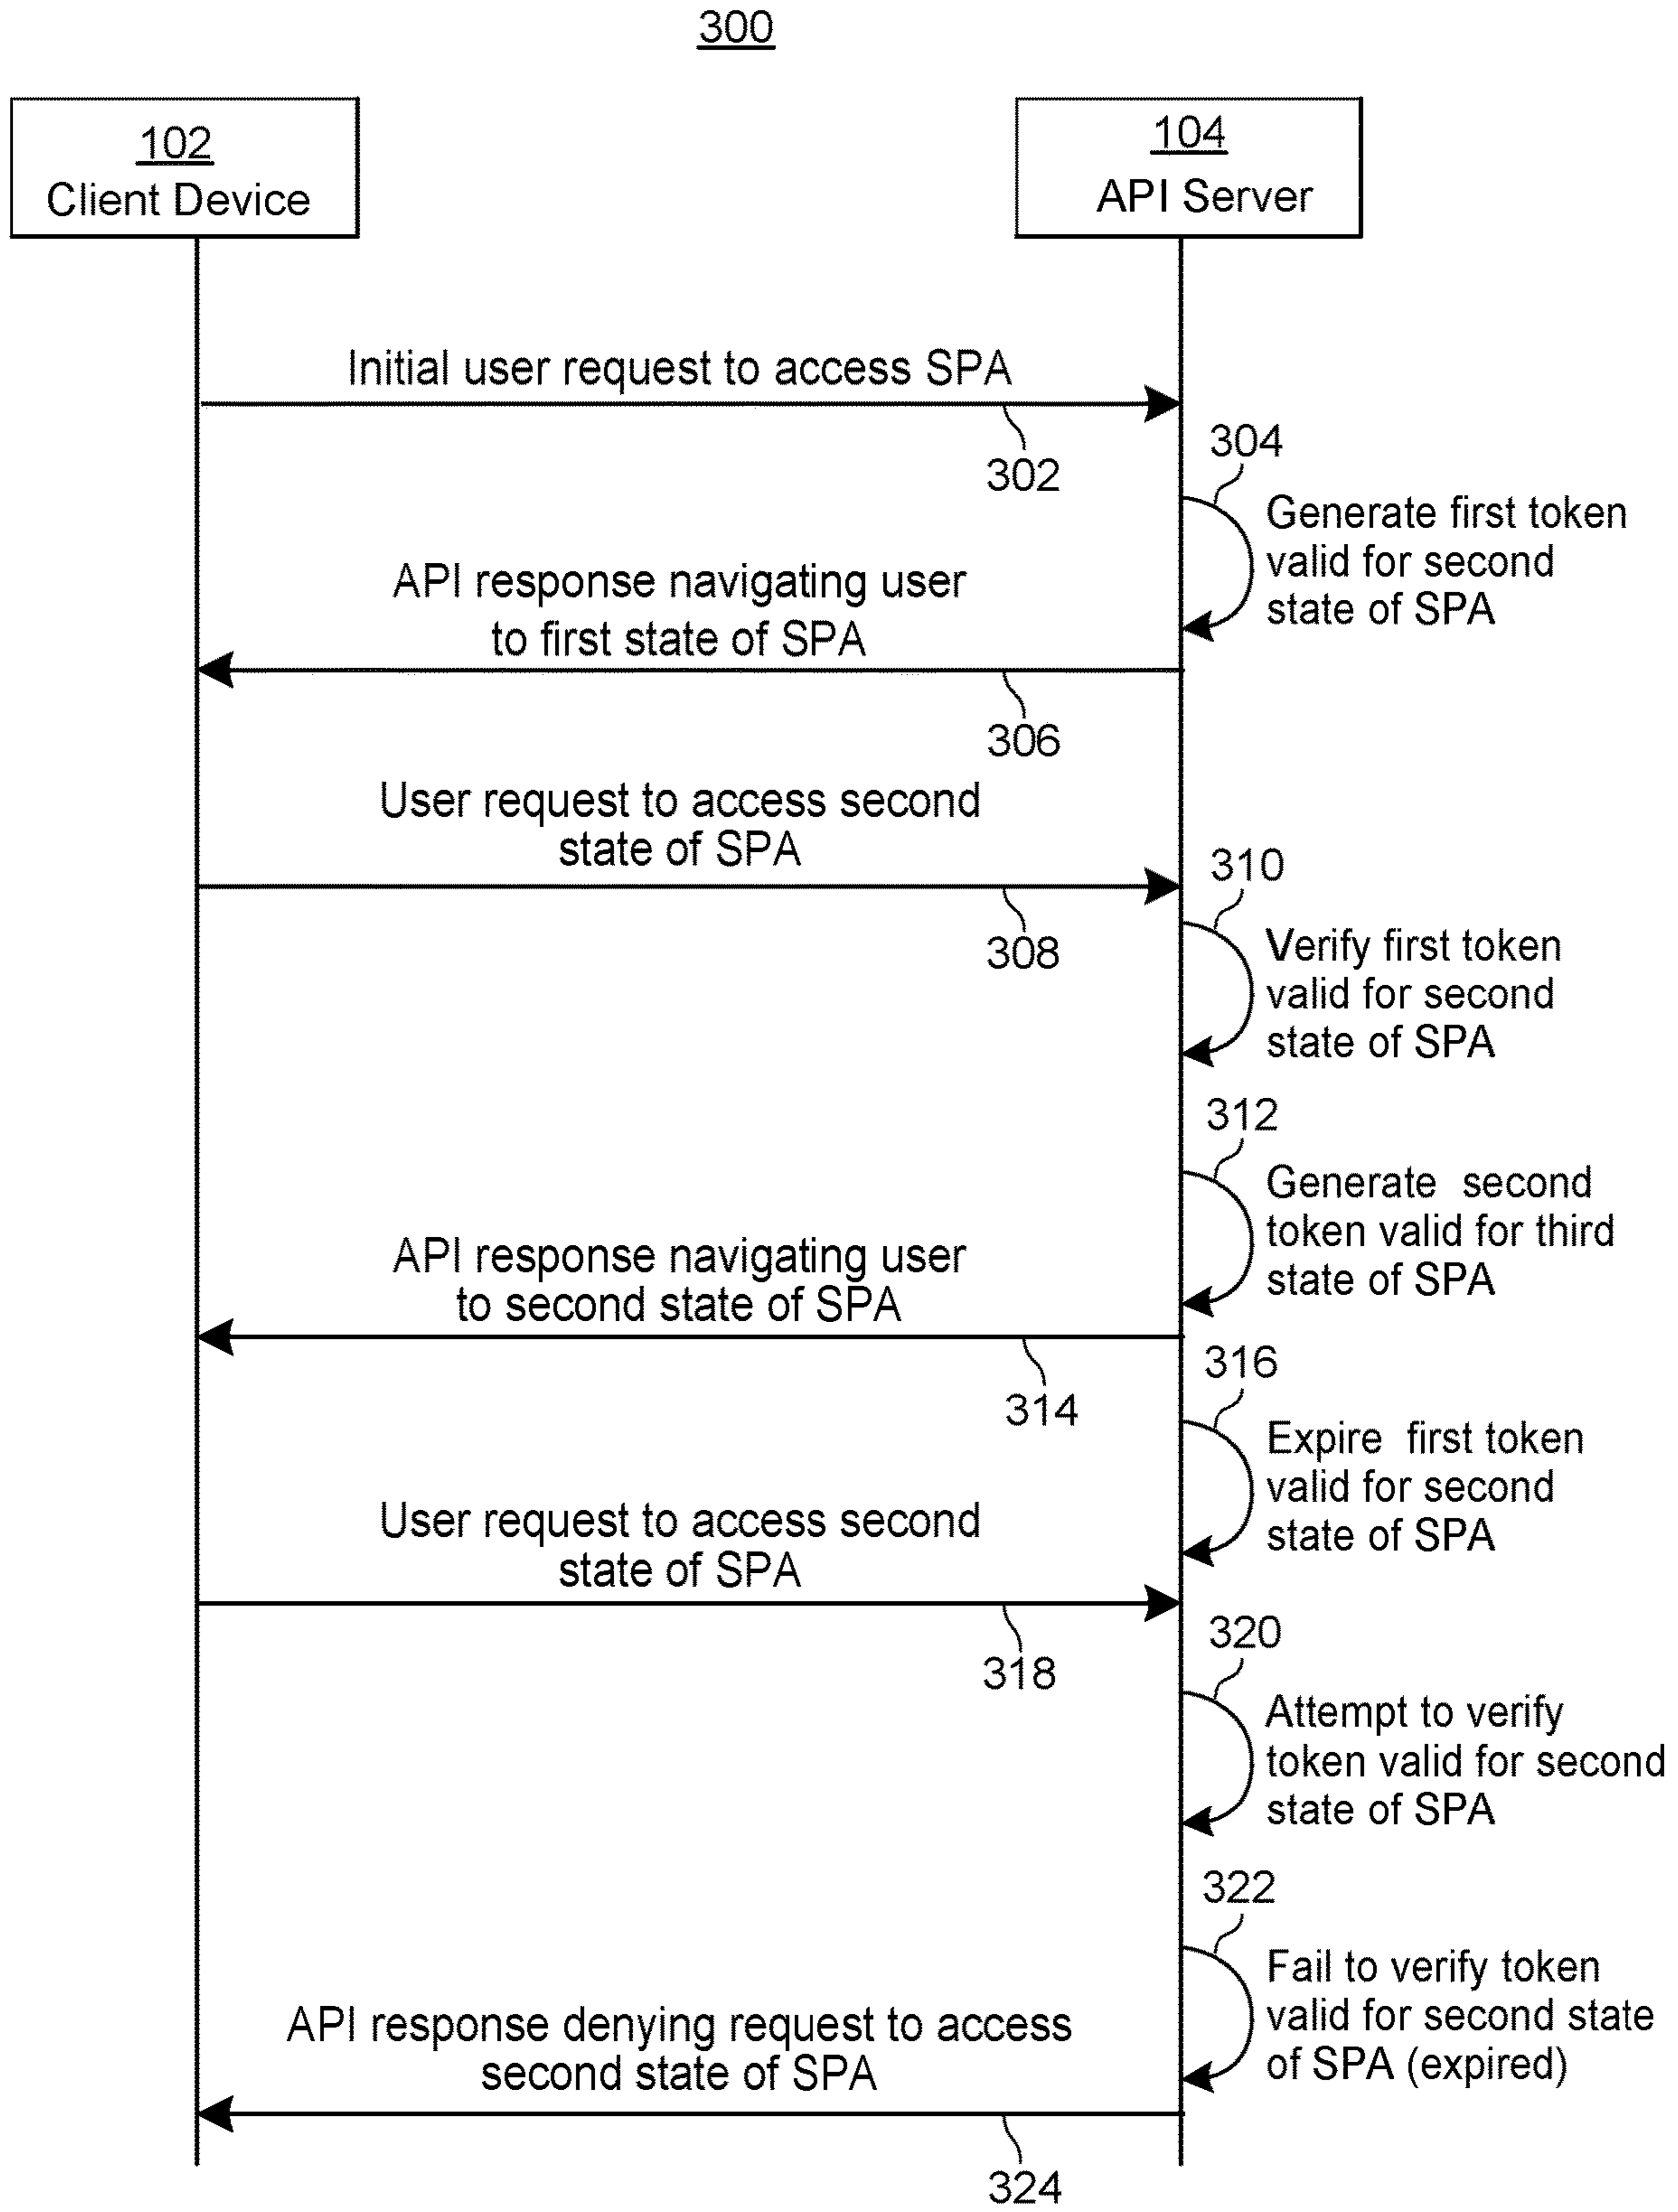 300
102
Client Device
104
API Server
Initial user request to access SPA
302
304
Generate first token
valid for second
state of SPA
API response navigating user
to first state of SPA
306
User request to access second
state of SPA
308
310
Verify first token
valid for second
state of SPA
312
Generate second
token valid for third
state of SPA
API response navigating user
to second state of SPA
314
316
Expire first token
valid for second
state of SPA
User request to access second
state of SPA
318
320
Attempt to verify
token valid for second
state of SPA
322
Fail to verify token
valid for second state
of SPA (expired)
API response denying request to access
second state of SPA
324